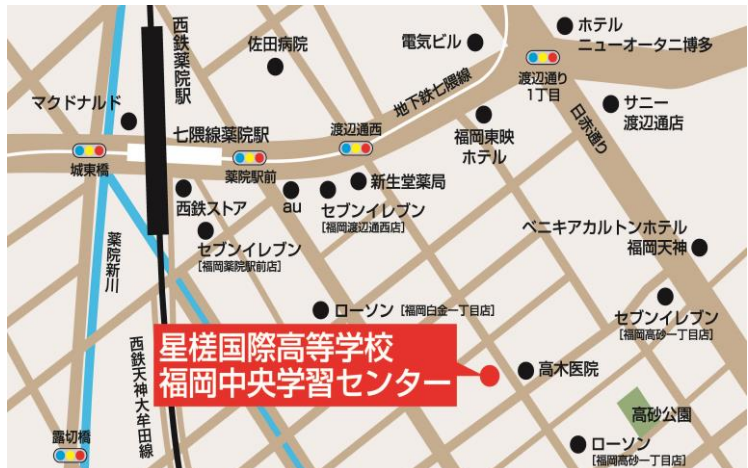 西鉄薬院駅
佐田病院
電気ビル
ホテル
ニューオータニ博多
マクドナルド
七隈線薬院駅
渡辺通西
地下鉄七隈線
渡辺通り
1丁目
日赤通り
サニー
渡辺通店
福岡東映
ホテル
城東橋
薬院駅前
新生堂薬局
西鉄ストア
au
セブンイレブン
[福岡渡辺通西店]
セブンイレブン
[福岡薬院駅前店]
薬院新川
ベニキアカルトンホテル
福岡天神
セブンイレブン
[福岡高砂一丁目店]
ローソン [福岡白金一丁目店]
星槎国際高等学校
福岡中央学習センター
西鉄天神大牟田線
高木医院
高砂公園
露切橋
ローソン
[福岡高砂一丁目店]